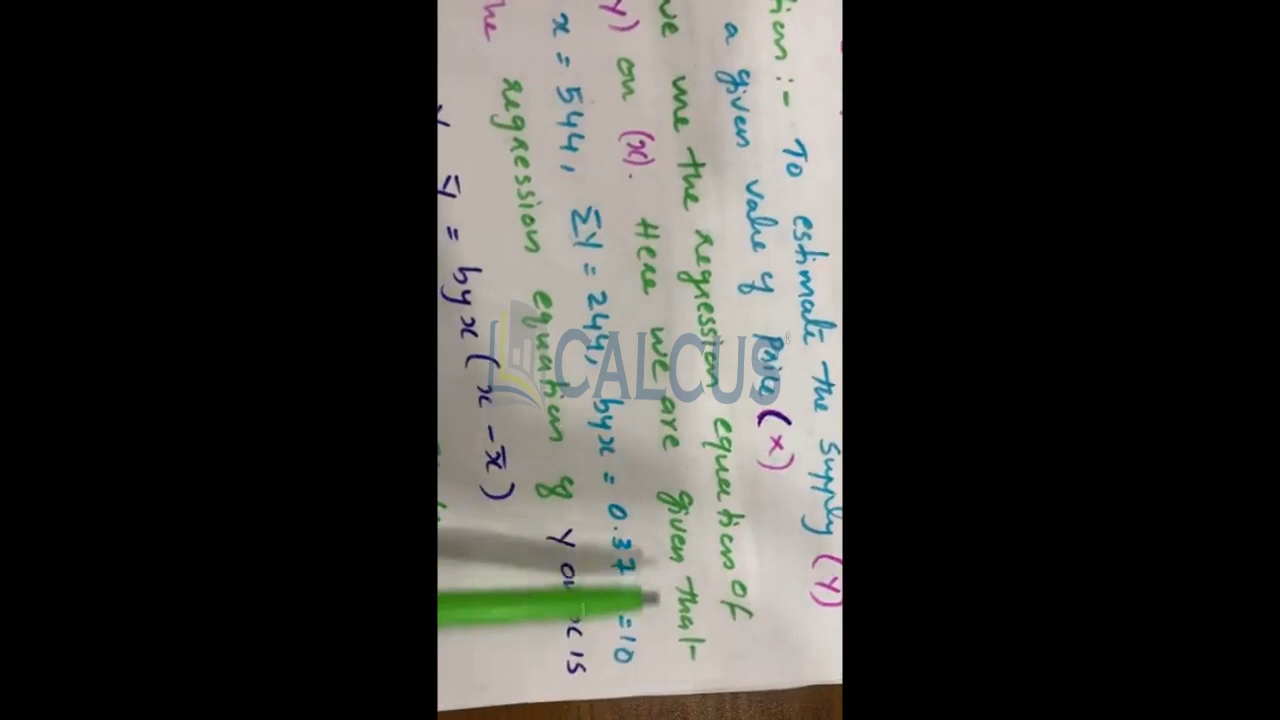 tion :- To estimate the supply (Y)
a given value of Price (x)
we use the regression equation of
Y) on (x). Here we are given that-
x = 544, ΣY = 244, byx = 0.37 =10
he regression equation of Y on x is
Y - ȳ = byx (x - x̄)
CALCUS